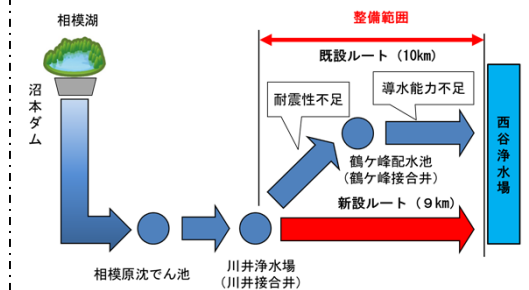 整備範囲
相模湖
既設ルート（10km）
沼本ダム
耐震性不足
導水能力不足
西谷浄水場
鶴ケ峰配水池
（鶴ケ峰接合井）
新設ルート（９km）
相模原沈でん池
川井浄水場
（川井接合井）